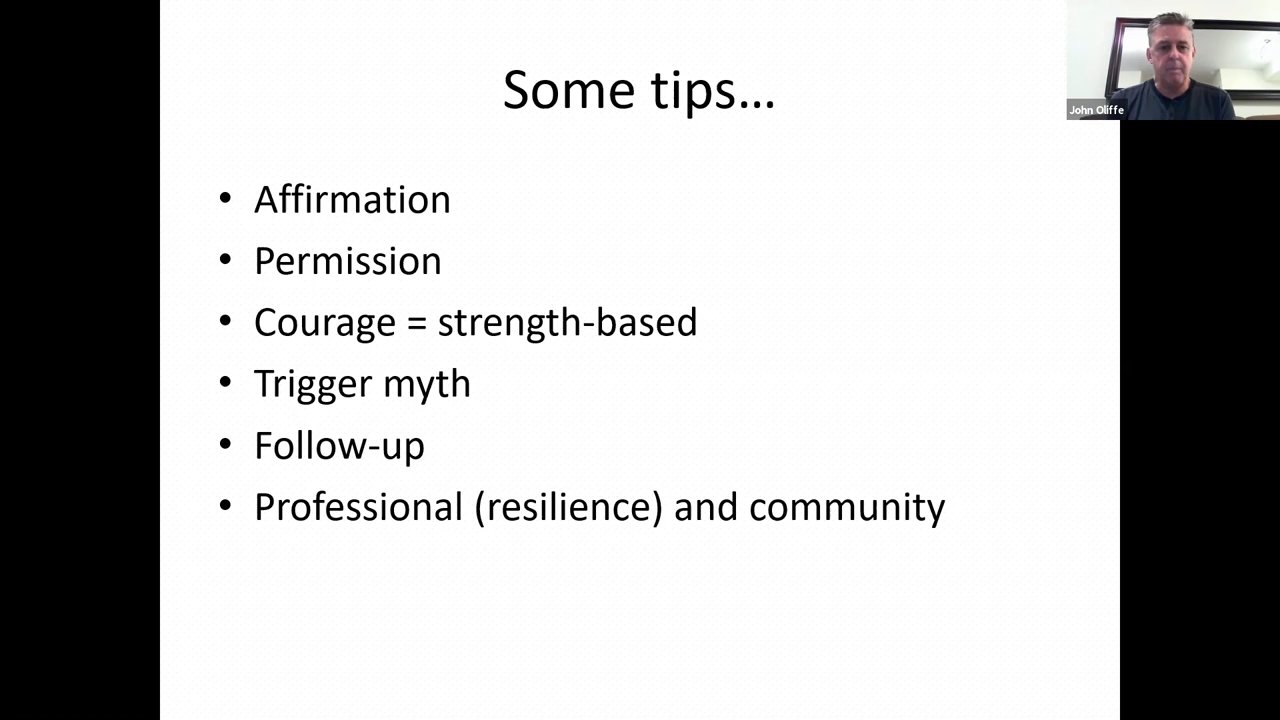 Some tips…
• Affirmation
• Permission
• Courage = strength-based
• Trigger myth
• Follow-up
• Professional (resilience) and community
John Oliffe